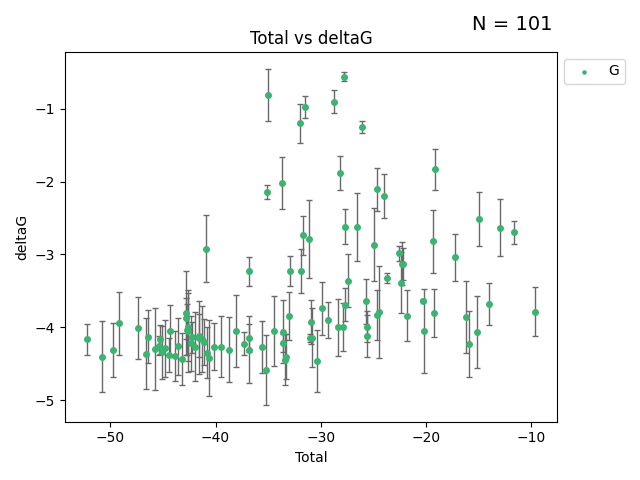 N = 101
Total vs deltaG
G
deltaG
−1
−2
−3
−4
−5
−50
−40
−30
−20
−10
Total